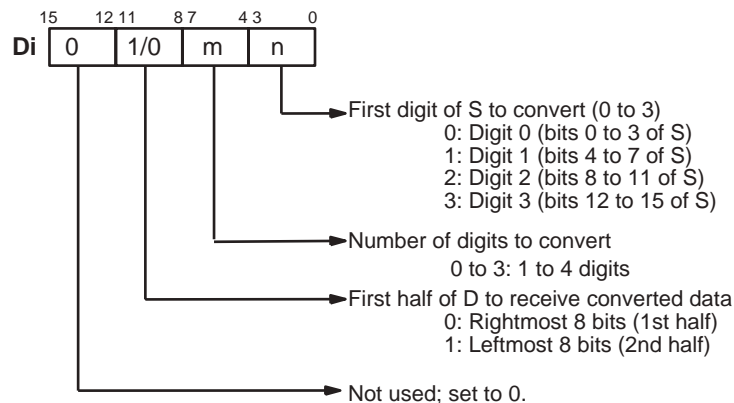 15 12 11 8 7 4 3 0
Di 0 1/0 m n
First digit of S to convert (0 to 3)
0: Digit 0 (bits 0 to 3 of S)
1: Digit 1 (bits 4 to 7 of S)
2: Digit 2 (bits 8 to 11 of S)
3: Digit 3 (bits 12 to 15 of S)
Number of digits to convert
0 to 3: 1 to 4 digits
First half of D to receive converted data
0: Rightmost 8 bits (1st half)
1: Leftmost 8 bits (2nd half)
Not used; set to 0.